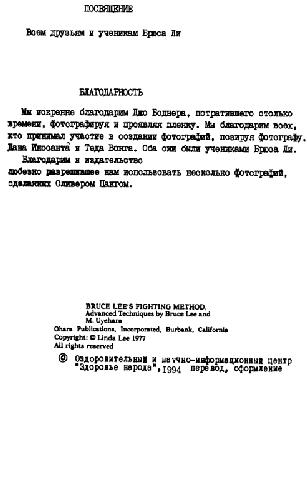 ПОСВЯЩЕНИЕ
Всем друзьям и ученикам Брюса Ли
БЛАГОДАРНОСТЬ
Мы искренне благодарим Джо Боднера, потратившего столько
времени, фотографируя и проявляя пленку. Мы благодарим всех,
кто принимал участие в создании фотографий, позируя фотографу.
Дана Иносанта и Теда Вонга. Оба они были учениками Брюса Ли.
Благодарим и издательство
любезно разрешившее нам использовать несколько фотографий,
сделанных Оливером Пангом.
BRUCE LEE'S FIGHTING METHOD.
Advanced Techniques by Bruce Lee and
M. Uyehara
Ohara Publications, Incorporated, Burbank, California
Copyright © Linda Lee 1977
All rights reserved
© Оздоровительный и научно-информационный центр
"Здоровье народа", 1994 перевод, оформление